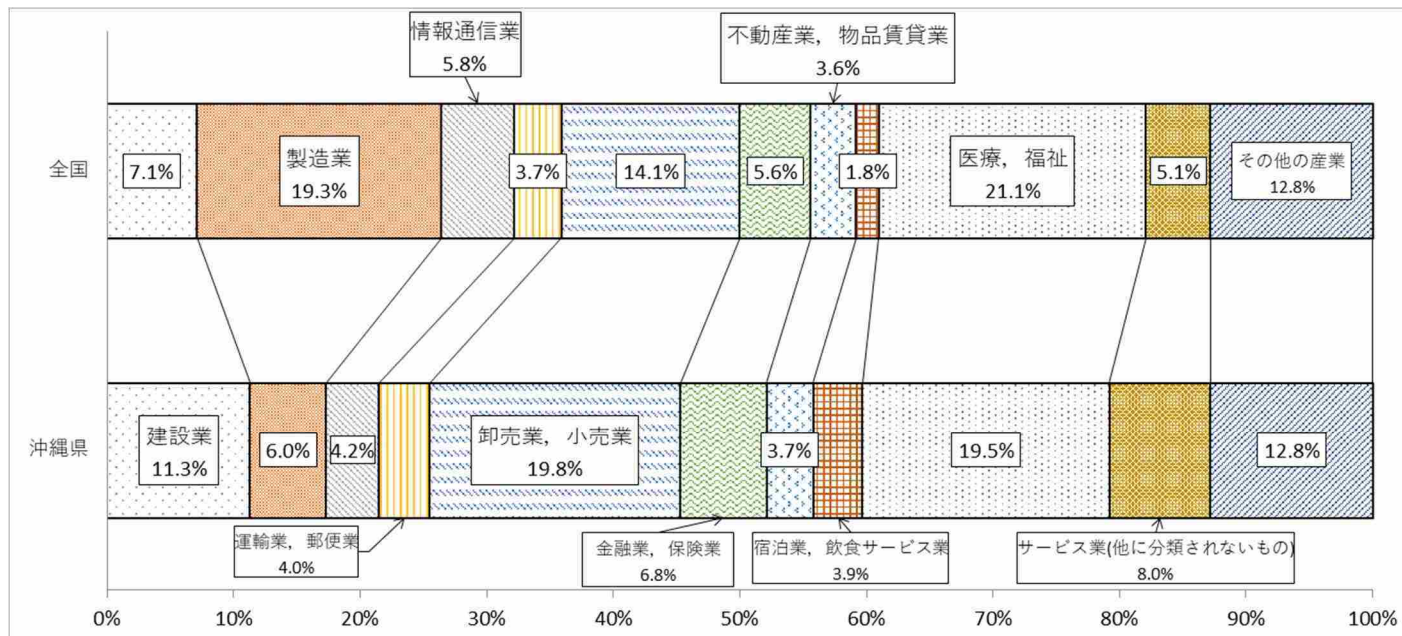 情報通信業
5.8%
不動産業，物品賃貸業
3.6%
全国
7.1%
製造業
19.3%
3.7%
14.1%
5.6%
1.8%
医療，福祉
21.1%
5.1%
その他の産業
12.8%
沖縄県
建設業
11.3%
6.0%
4.2%
卸売業，小売業
19.8%
3.7%
19.5%
12.8%
運輸業，郵便業
4.0%
金融業，保険業
6.8%
宿泊業，飲食サービス業
3.9%
サービス業(他に分類されないもの)
8.0%
0%
10%
20%
30%
40%
50%
60%
70%
80%
90%
100%